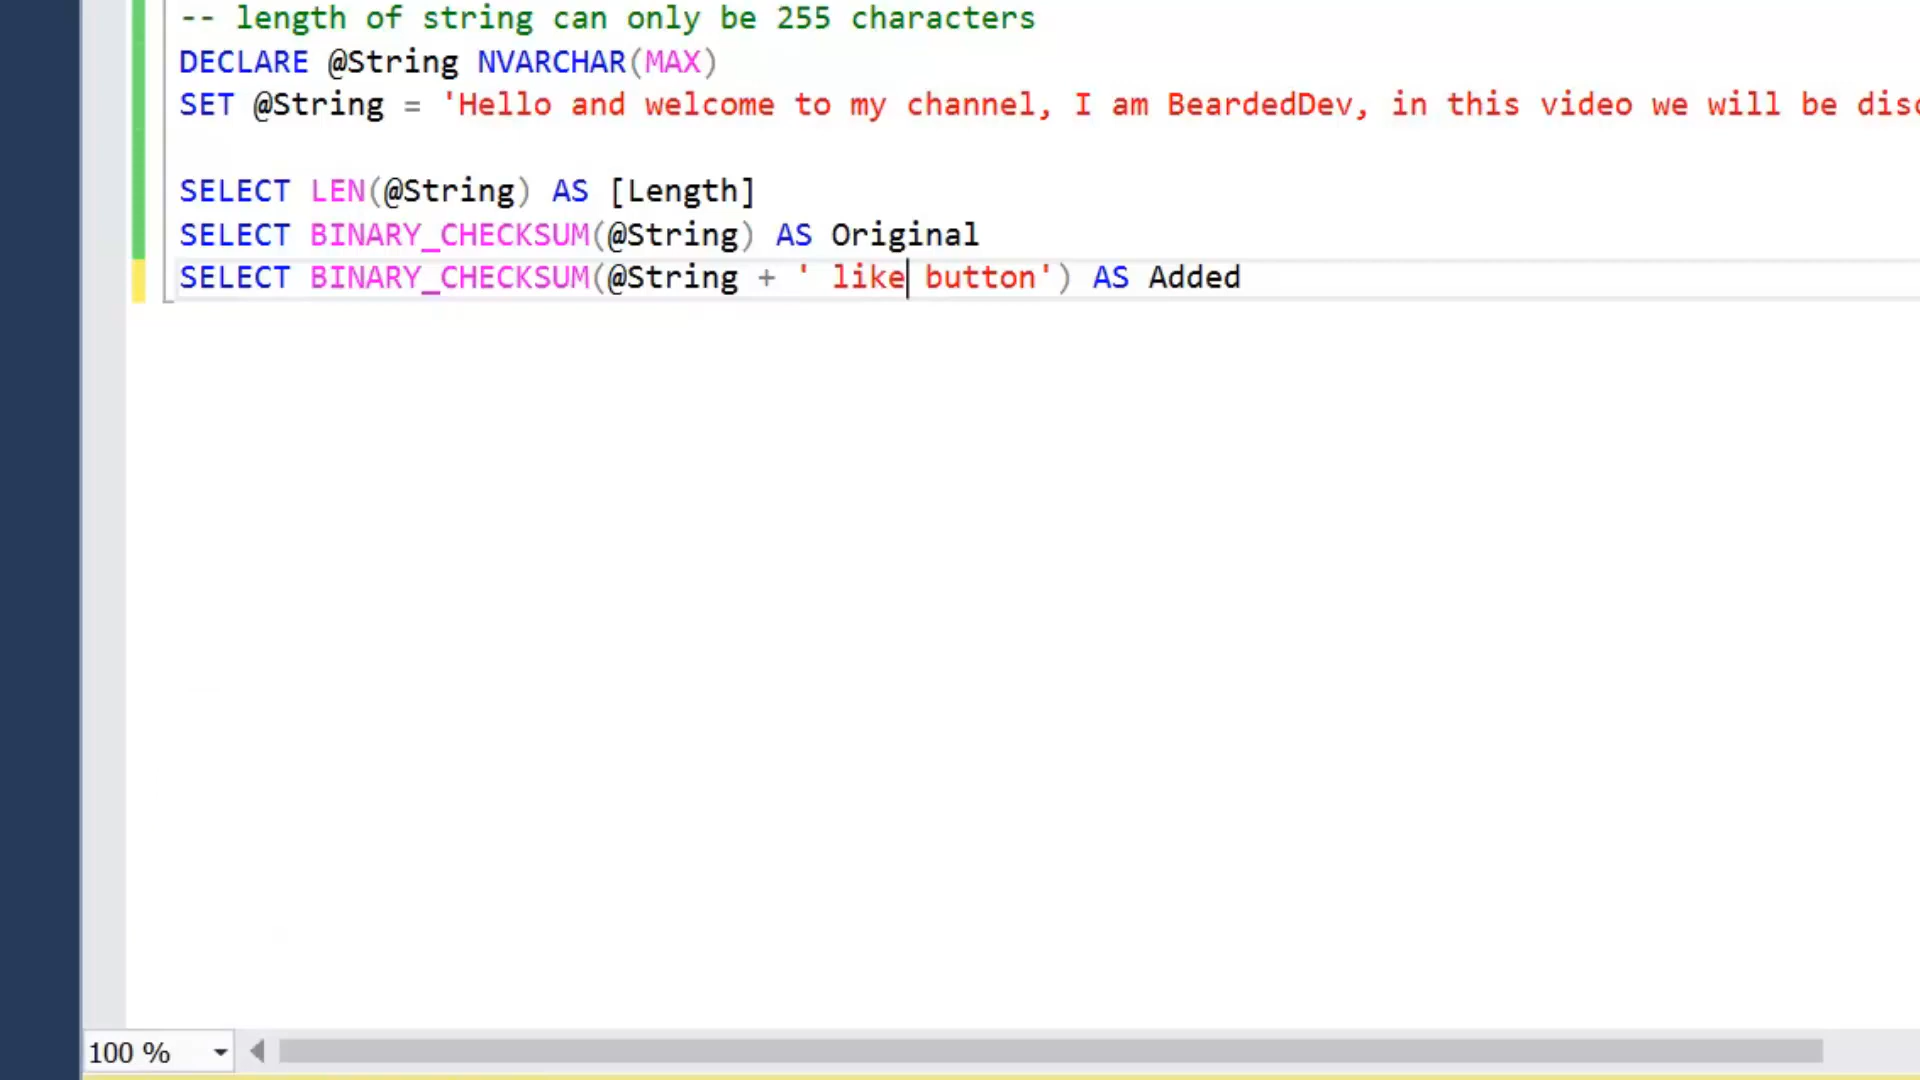 -- length of string can only be 255 characters
DECLARE @String NVARCHAR(MAX)
SET @String = 'Hello and welcome to my channel, I am BeardedDev, in this video we will be
SELECT LEN(@String) AS [Length]
SELECT BINARY_CHECKSUM(@String) AS Original
SELECT BINARY_CHECKSUM(@String + ' like button') AS Added
100 %